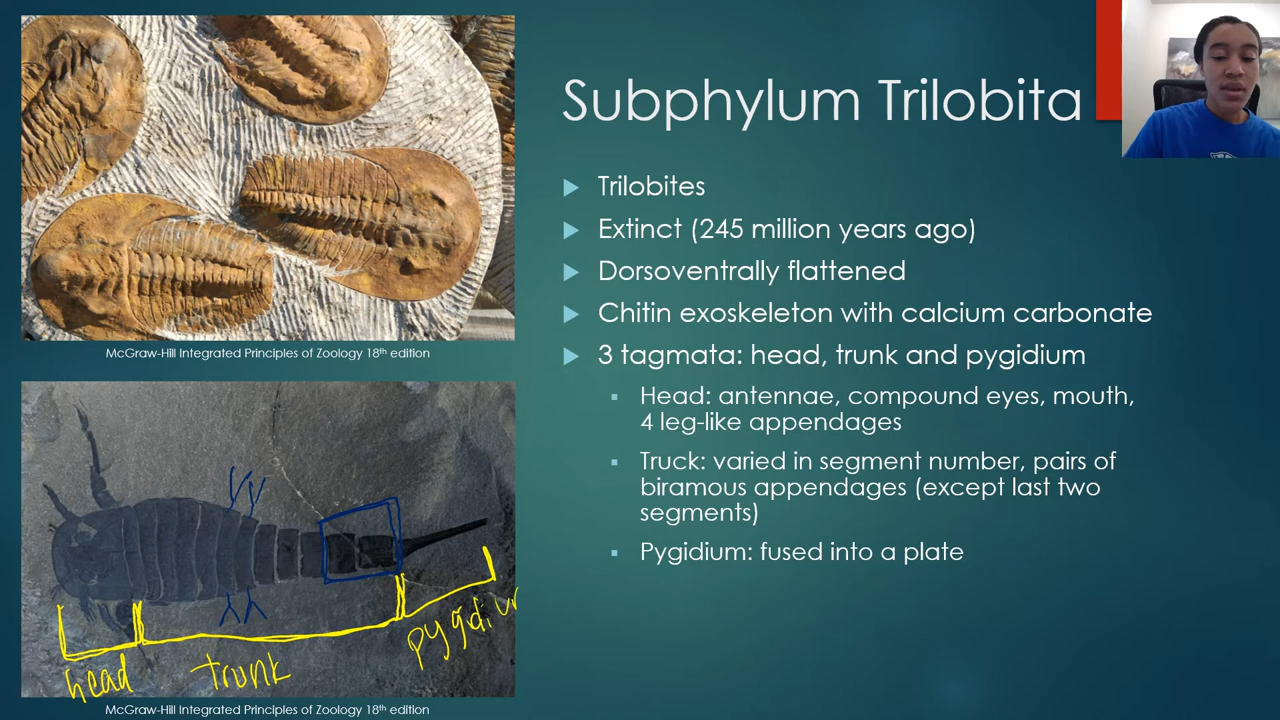 Subphylum Trilobita
Trilobites
Extinct (245 million years ago)
Dorsoventrally flattened
Chitin exoskeleton with calcium carbonate
3 tagmata: head, trunk and pygidium
Head: antennae, compound eyes, mouth,
4 leg-like appendages
Truck: varied in segment number, pairs of
biramous appendages (except last two
segments)
Pygidium: fused into a plate
McGraw-Hill Integrated Principles of Zoology 18th edition
head
trunk
pygidium
McGraw-Hill Integrated Principles of Zoology 18th edition